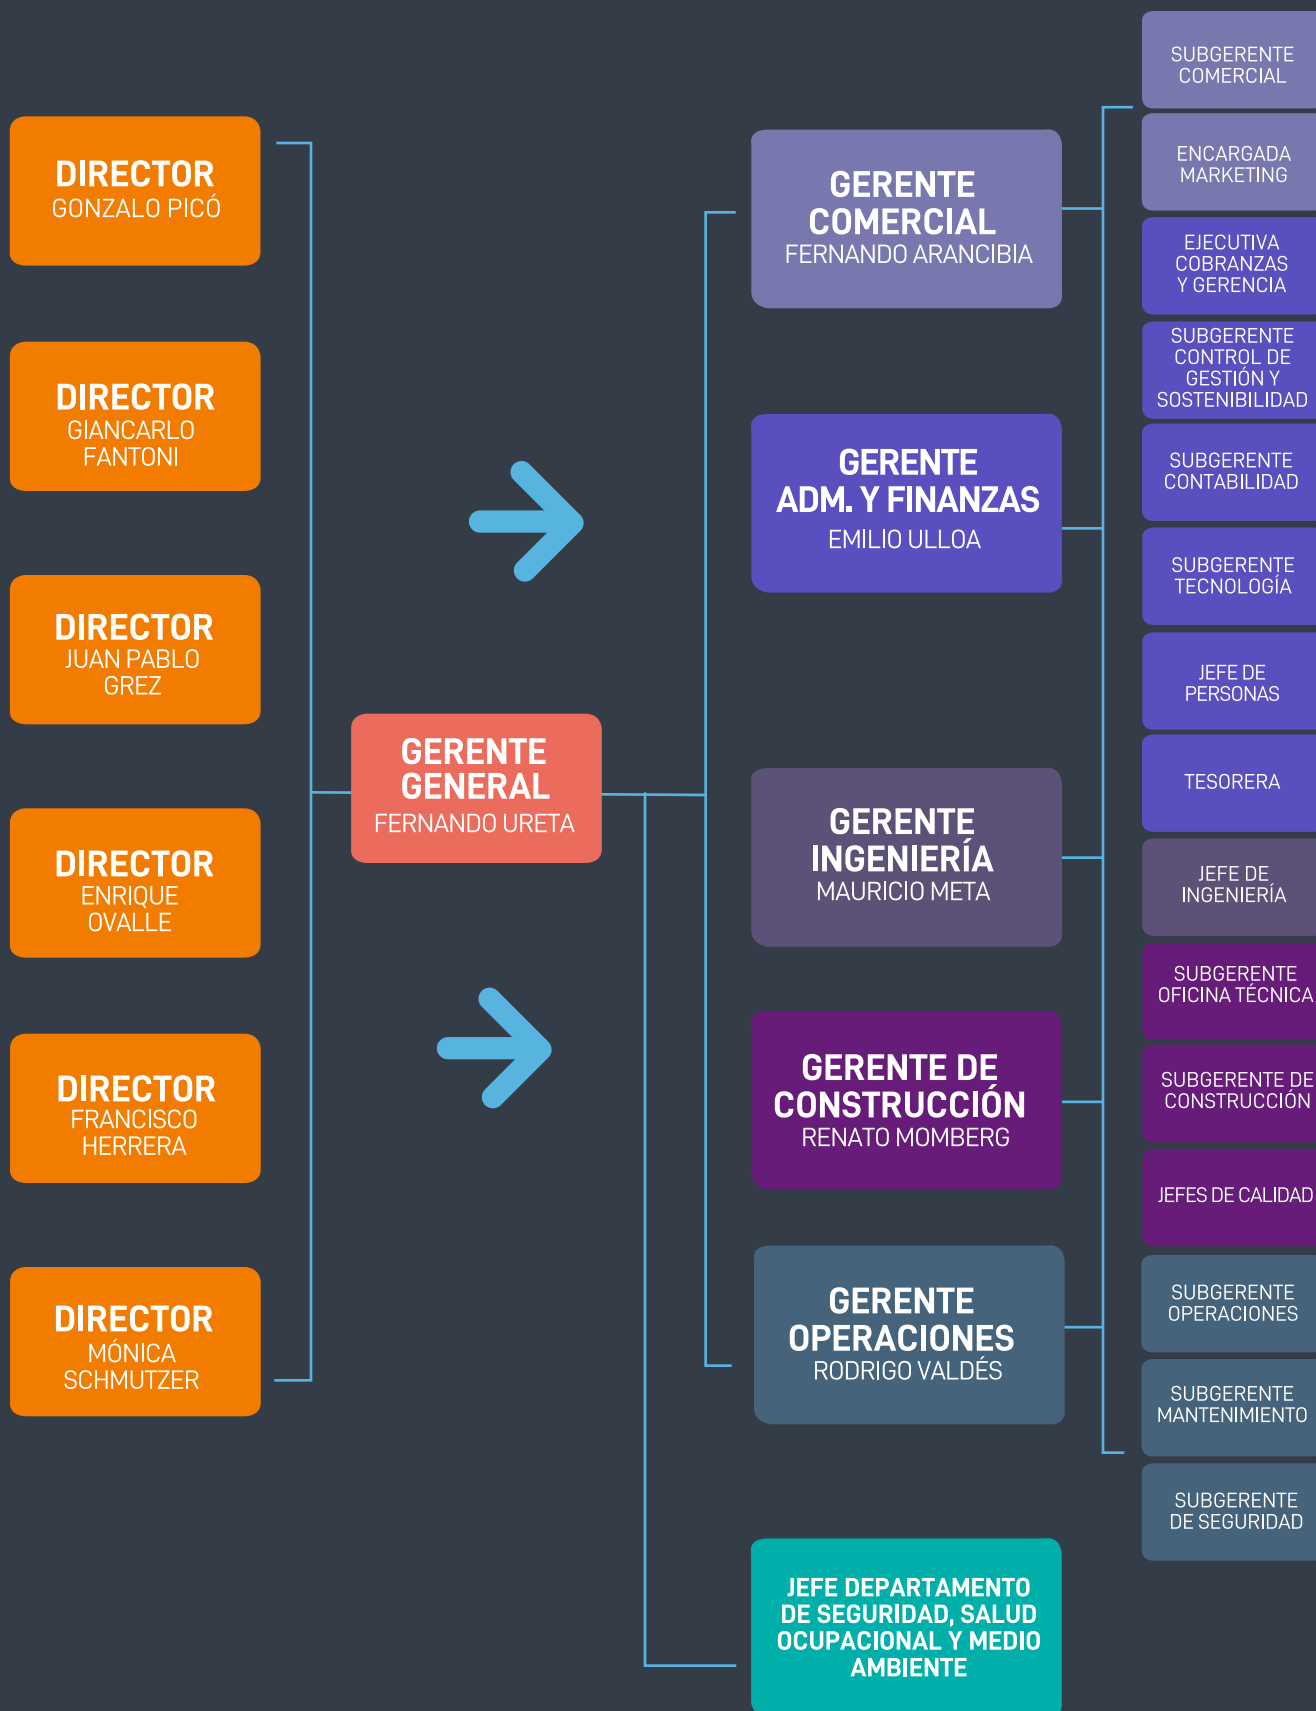 DIRECTOR
GONZALO PICÓ
DIRECTOR
GIANCARLO
FANTONI
DIRECTOR
JUAN PABLO
GREZ
DIRECTOR
ENRIQUE
OVALLE
DIRECTOR
FRANCISCO
HERRERA
DIRECTOR
MÓNICA
SCHMUTZER
GERENTE
GENERAL
FERNANDO URETA
GERENTE
COMERCIAL
FERNANDO ARANCIBIA
GERENTE
ADM. Y FINANZAS
EMILIO ULLOA
GERENTE
INGENIERÍA
MAURICIO META
GERENTE DE
CONSTRUCCIÓN
RENATO MOMBERG
GERENTE
OPERACIONES
RODRIGO VALDÉS
JEFE DEPARTAMENTO
DE SEGURIDAD, SALUD
OCUPACIONAL Y MEDIO
AMBIENTE
SUBGERENTE
COMERCIAL
ENCARGADA
MARKETING
EJECUTIVA
COBRANZAS
Y GERENCIA
SUBGERENTE
CONTROL DE
GESTIÓN Y
SOSTENIBILIDAD
SUBGERENTE
CONTABILIDAD
SUBGERENTE
TECNOLOGÍA
JEFE DE
PERSONAS
TESORERA
JEFE DE
INGENIERÍA
SUBGERENTE
OFICINA TÉCNICA
SUBGERENTE DE
CONSTRUCCIÓN
JEFES DE CALIDAD
SUBGERENTE
OPERACIONES
SUBGERENTE
MANTENIMIENTO
SUBGERENTE
DE SEGURIDAD